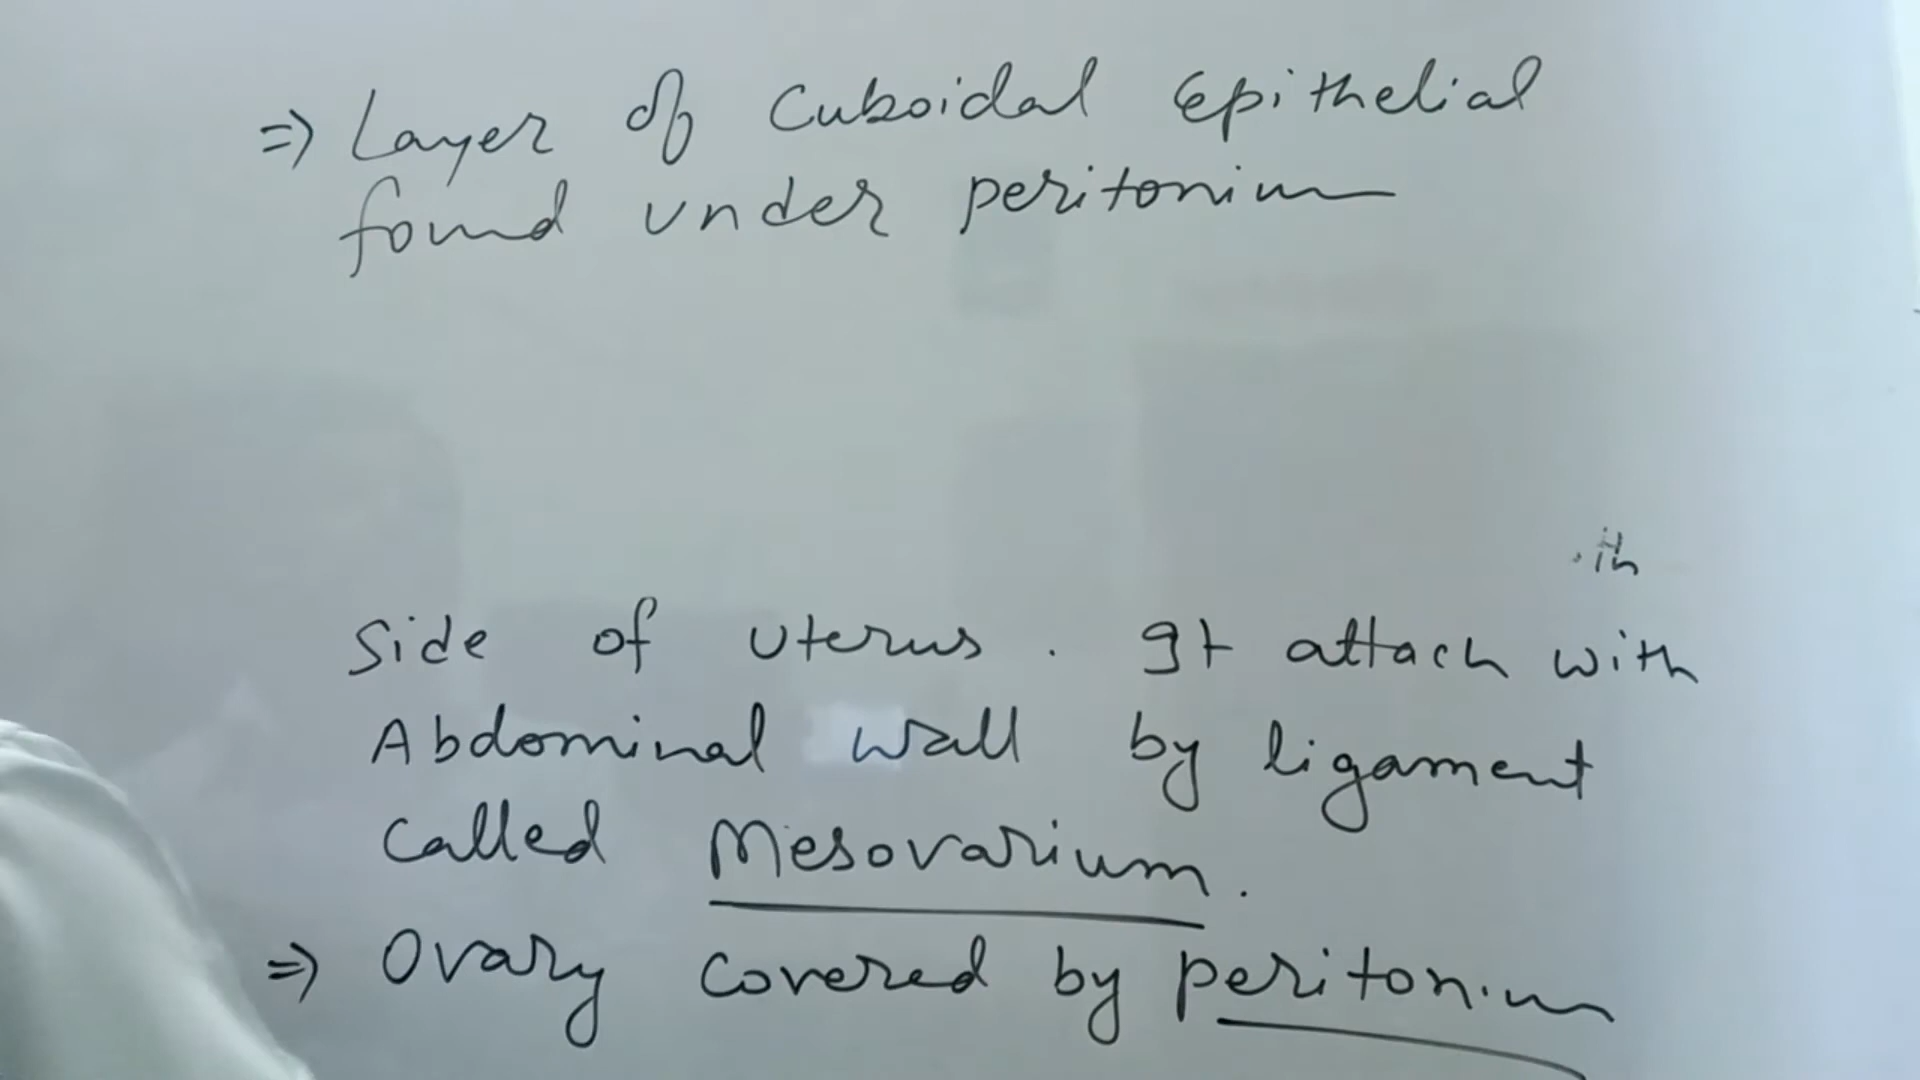 => Layer of Cuboidal Epithelial
found under peritonium
ith
Side of uterus . It attach with
Abdominal wall by ligament
called Mesovarium.
=> Ovary covered by peritonium